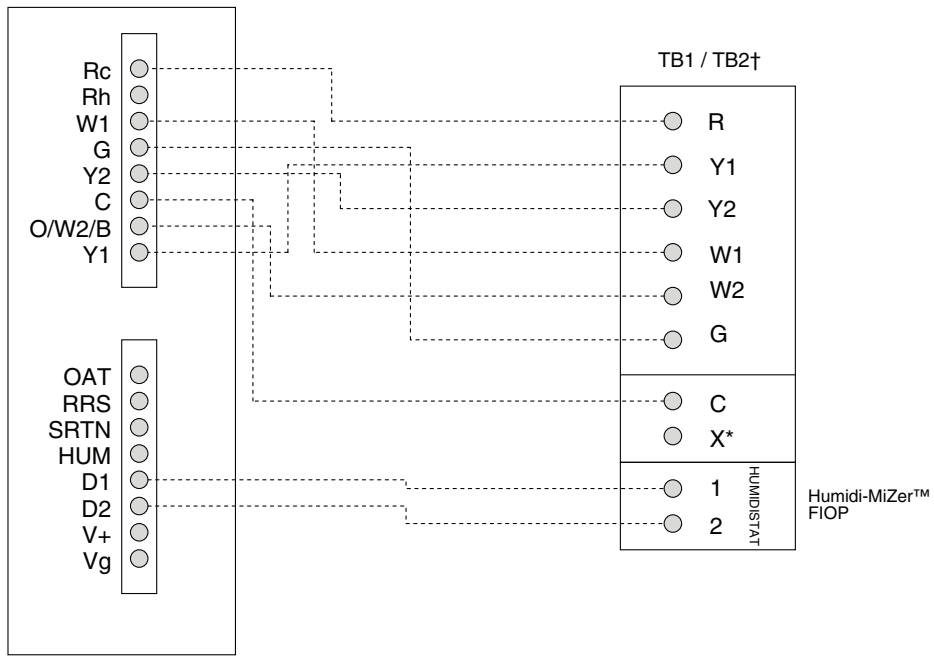 Rc
Rh
W1
G
Y2
C
O/W2/B
Y1
OAT
RRS
SRTN
HUM
D1
D2
V+
Vg
TB1 / TB2†
R
Y1
Y2
W1
W2
G
C
X*
1
2
HUMIDISTAT
Humidi-MiZer™
FIOP